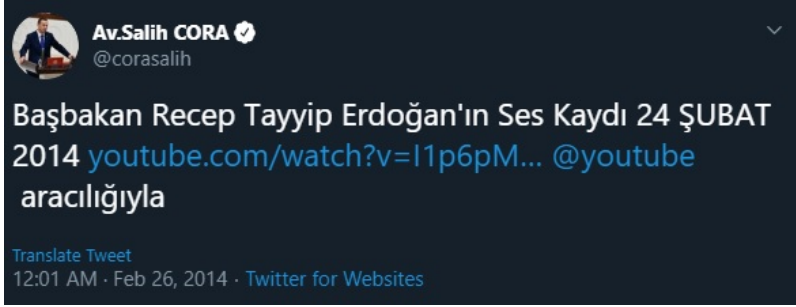 Av.Salih CORA
@corasalih
Başbakan Recep Tayyip Erdoğan'ın Ses Kaydı 24 ŞUBAT
2014 youtube.com/watch?v=I1p6pM... @youtube
aracılığıyla
Translate Tweet
12:01 AM · Feb 26, 2014 · Twitter for Websites